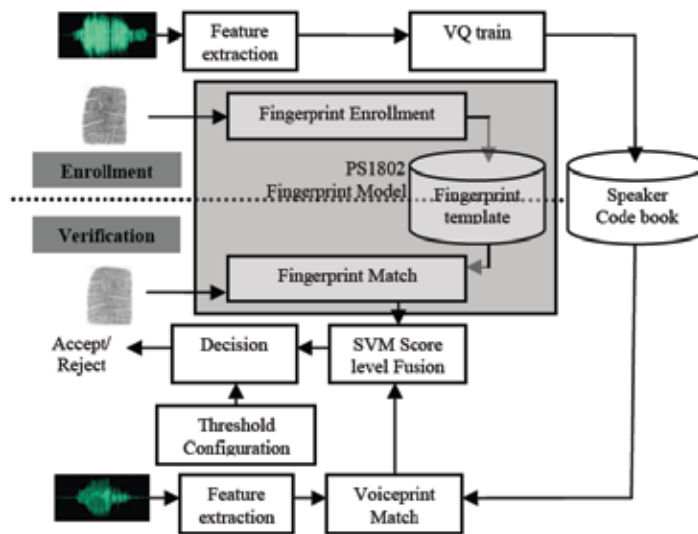 Feature
extraction
VQ train
Fingerprint Enrollment
Enrollment
PS1802
Fingerprint Model
Fingerprint
template
Speaker
Code book
Verification
Fingerprint Match
Accept/
Reject
Decision
SVM Score
level Fusion
Threshold
Configuration
Feature
extraction
Voiceprint
Match